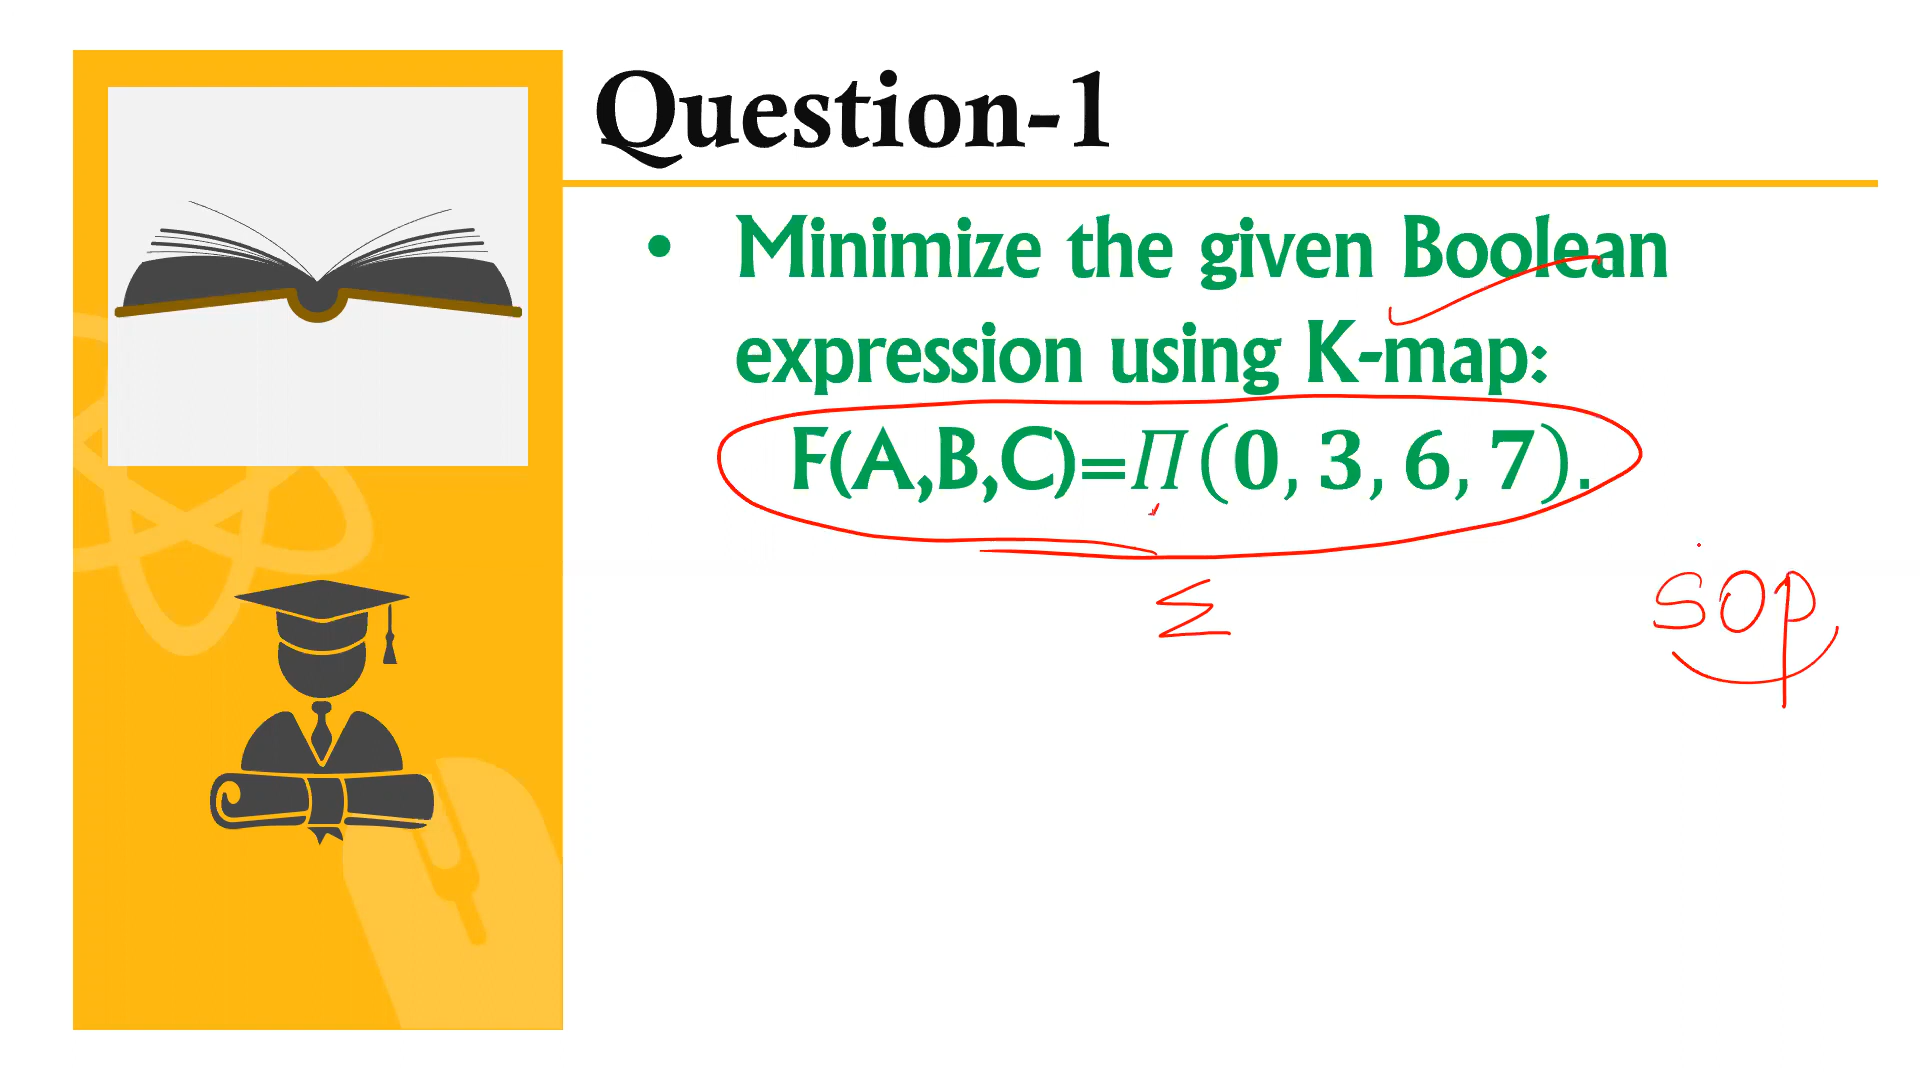 Question-1
• Minimize the given Boolean
expression using K-map:
F(A,B,C)=Π(0, 3, 6, 7).
Σ
SOP